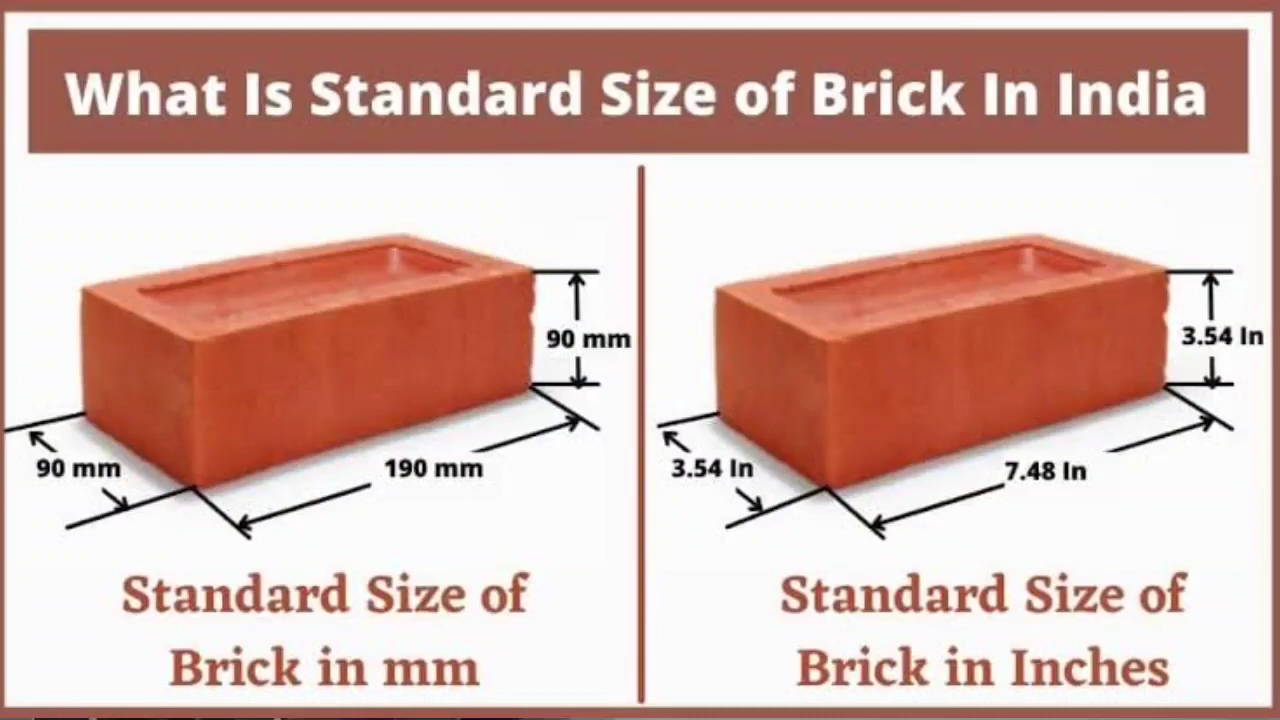 What Is Standard Size of Brick In India
90 mm
90 mm
190 mm
Standard Size of
Brick in mm
3.54 In
3.54 In
7.48 In
Standard Size of
Brick in Inches